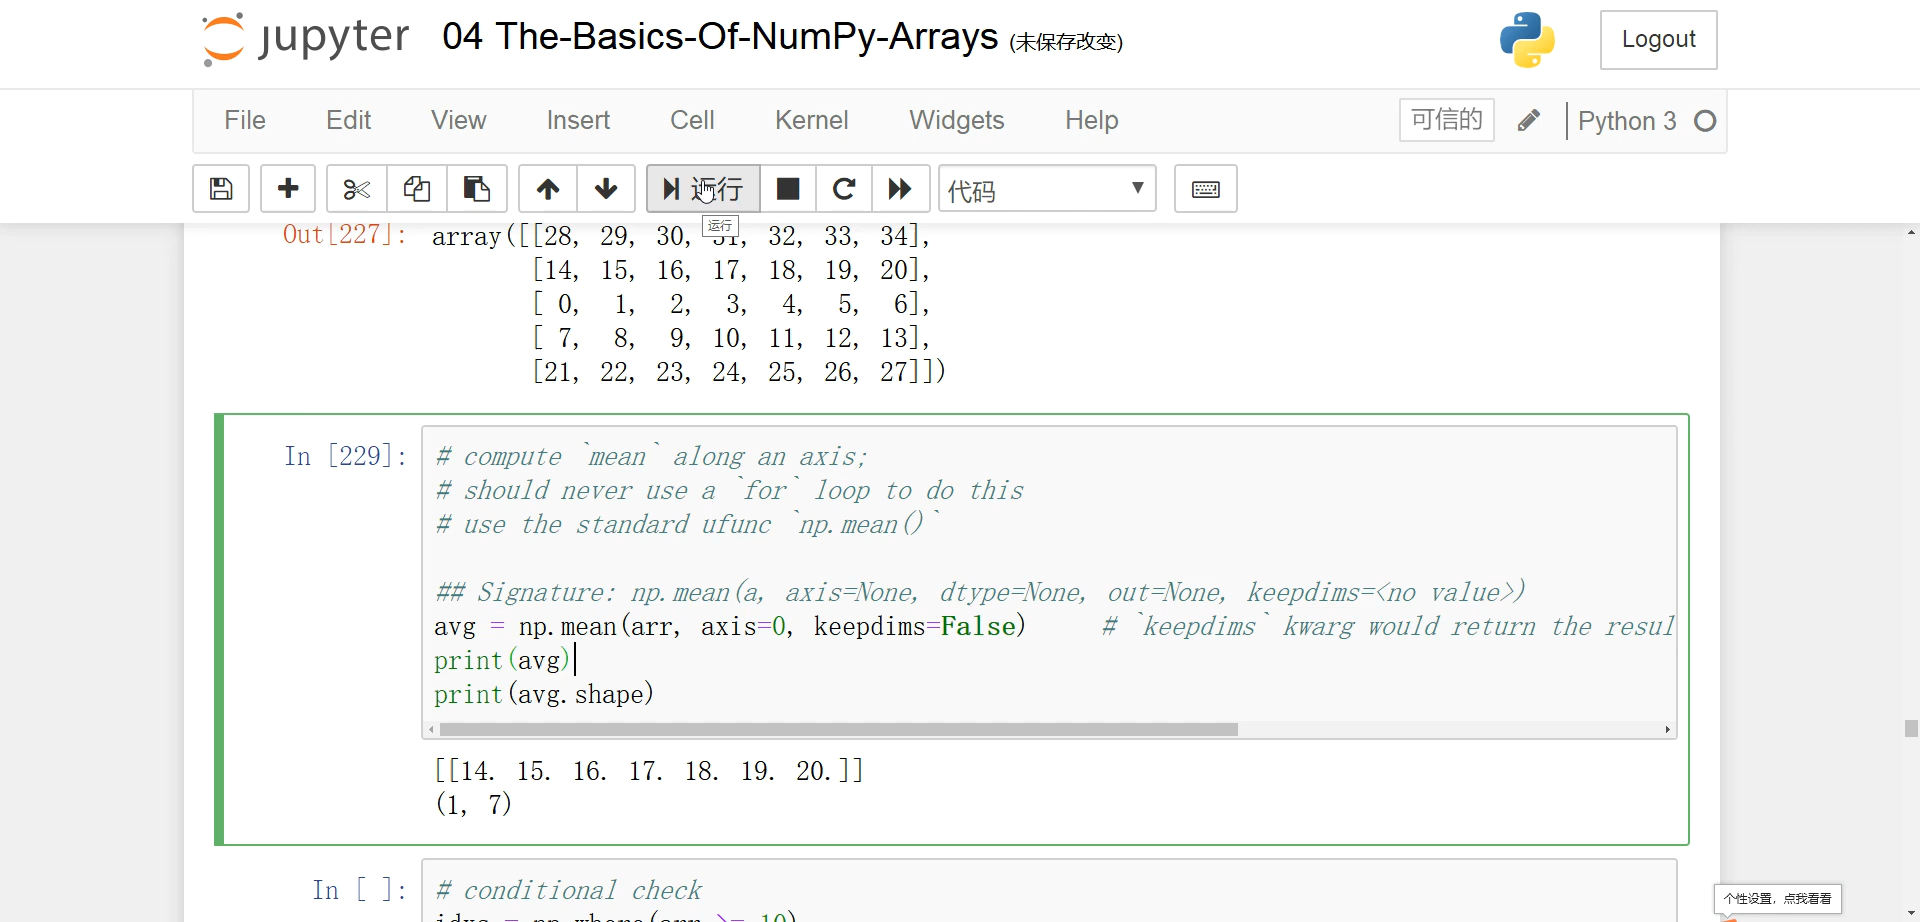 jupyter 04 The-Basics-Of-NumPy-Arrays (未保存改变) Logout
File Edit View Insert Cell Kernel Widgets Help 可信的 Python 3
运行 代码
运行
Out[227]: array([[28, 29, 30, 31, 32, 33, 34],
[14, 15, 16, 17, 18, 19, 20],
[ 0, 1, 2, 3, 4, 5, 6],
[ 7, 8, 9, 10, 11, 12, 13],
[21, 22, 23, 24, 25, 26, 27]])
In [229]: # compute `mean` along an axis;
# should never use a `for` loop to do this
# use the standard ufunc `np.mean()`
## Signature: np.mean(a, axis=None, dtype=None, out=None, keepdims=<no value>)
avg = np.mean(arr, axis=0, keepdims=False) # `keepdims` kwarg would return the resul
print(avg)
print(avg.shape)
[[14. 15. 16. 17. 18. 19. 20.]]
(1, 7)
In [ ]: # conditional check
idxs = np.where(arr >= 10)
个性设置，点我看看